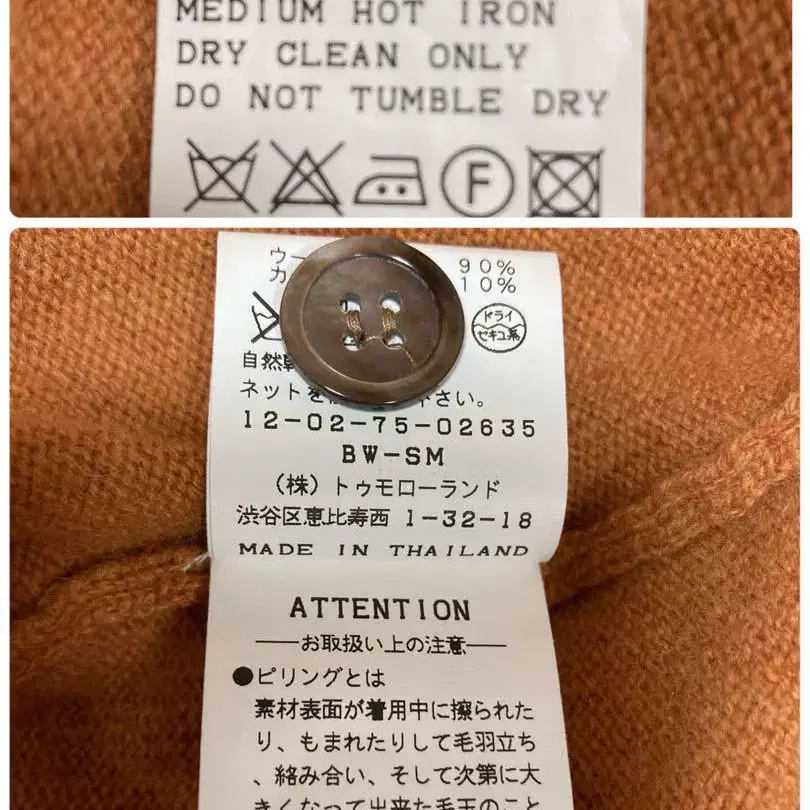 MEDIUM HOT IRON
DRY CLEAN ONLY
DO NOT TUMBLE DRY
F
ウ
90%
カ
10%
ドライ
セキユ系
自然
ネットを
さい。
12-02-75-02635
BW-SM
(株)トゥモローランド
渋谷区恵比寿西 1-32-18
MADE IN THAILAND
ATTENTION
——お取扱い上の注意——
●ピリングとは
素材表面が着用中に擦られた
り、もまれたりして毛羽立ち
、絡み合い、そして次第に大
きくなって出来た毛玉のこと